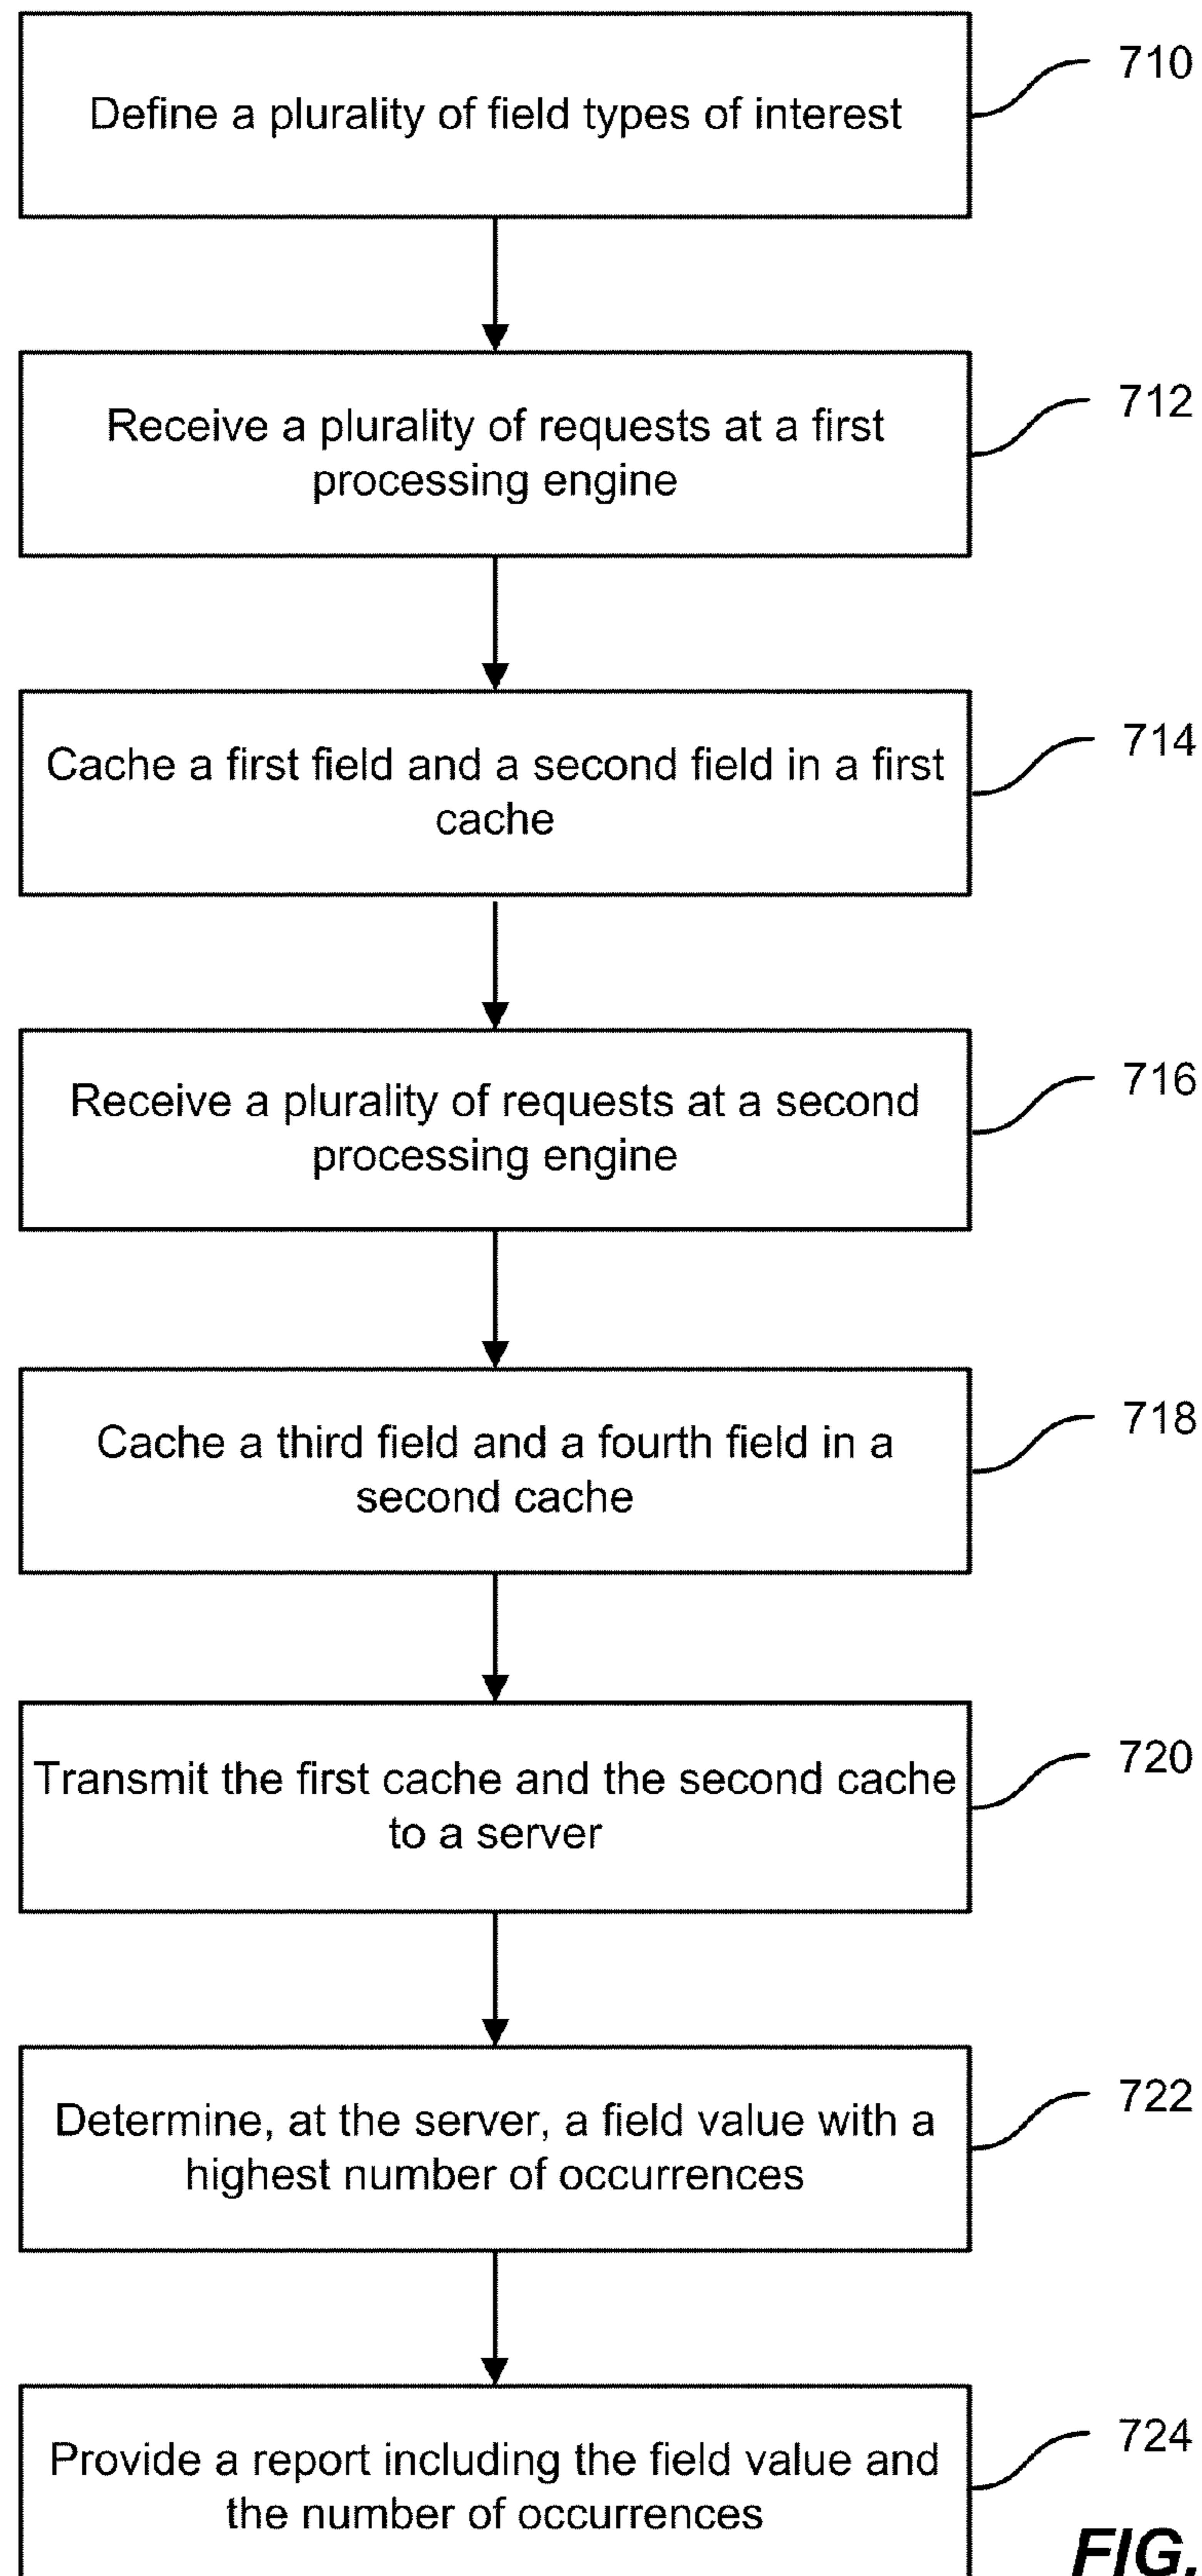 Define a plurality of field types of interest
710
Receive a plurality of requests at a first
processing engine
712
Cache a first field and a second field in a first
cache
714
Receive a plurality of requests at a second
processing engine
716
Cache a third field and a fourth field in a
second cache
718
Transmit the first cache and the second cache
to a server
720
Determine, at the server, a field value with a
highest number of occurrences
722
Provide a report including the field value and
the number of occurrences
724
FIG.